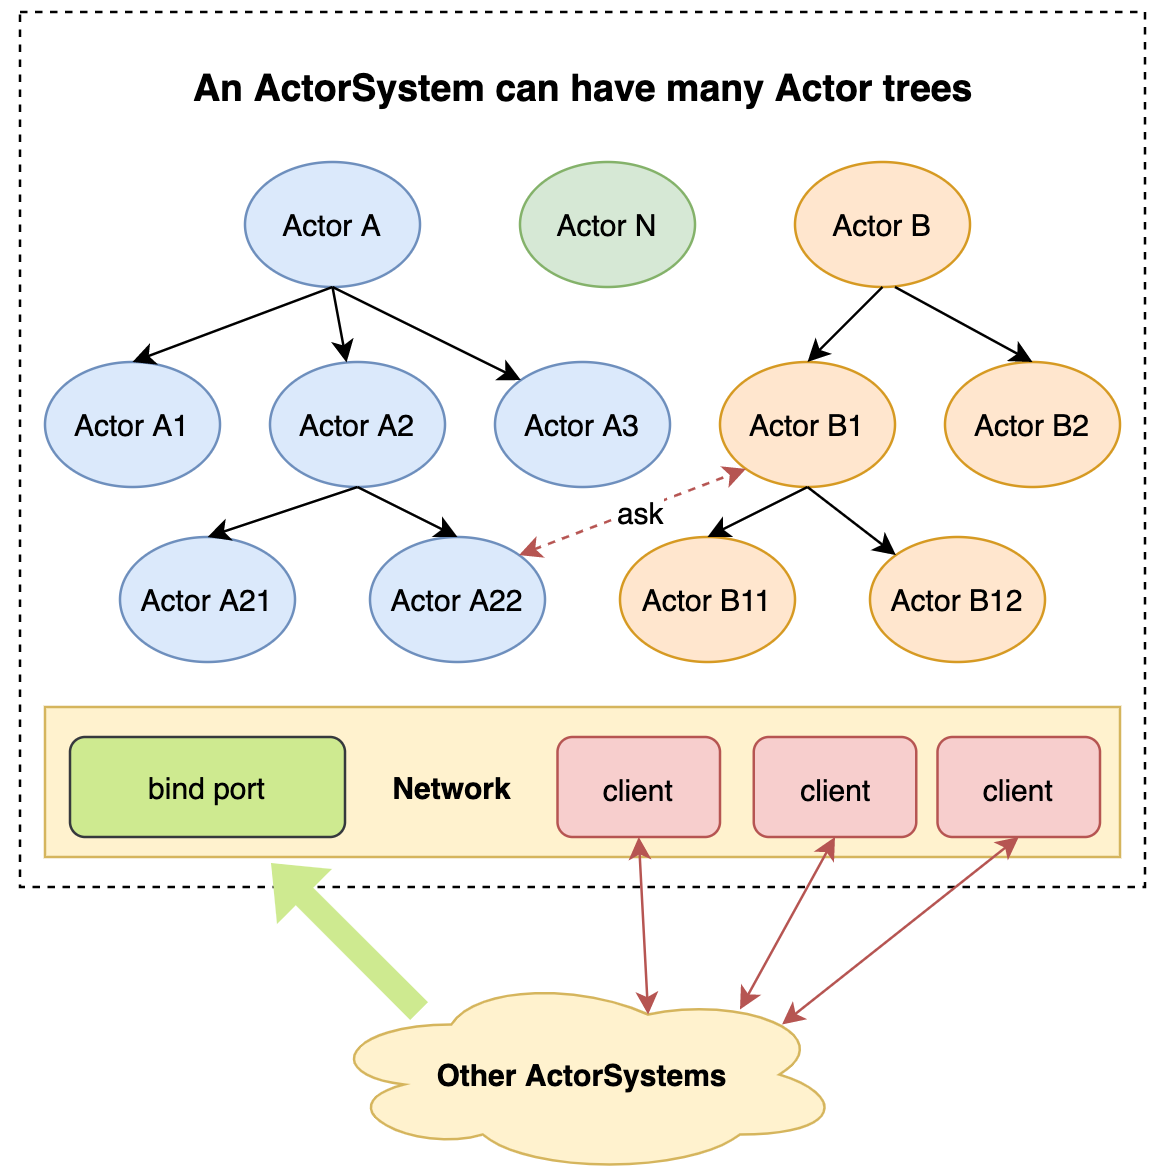 An ActorSystem can have many Actor trees
Actor A
Actor N
Actor B
Actor A1
Actor A2
Actor A3
Actor B1
Actor B2
ask
Actor A21
Actor A22
Actor B11
Actor B12
bind port
Network
client
client
client
Other ActorSystems